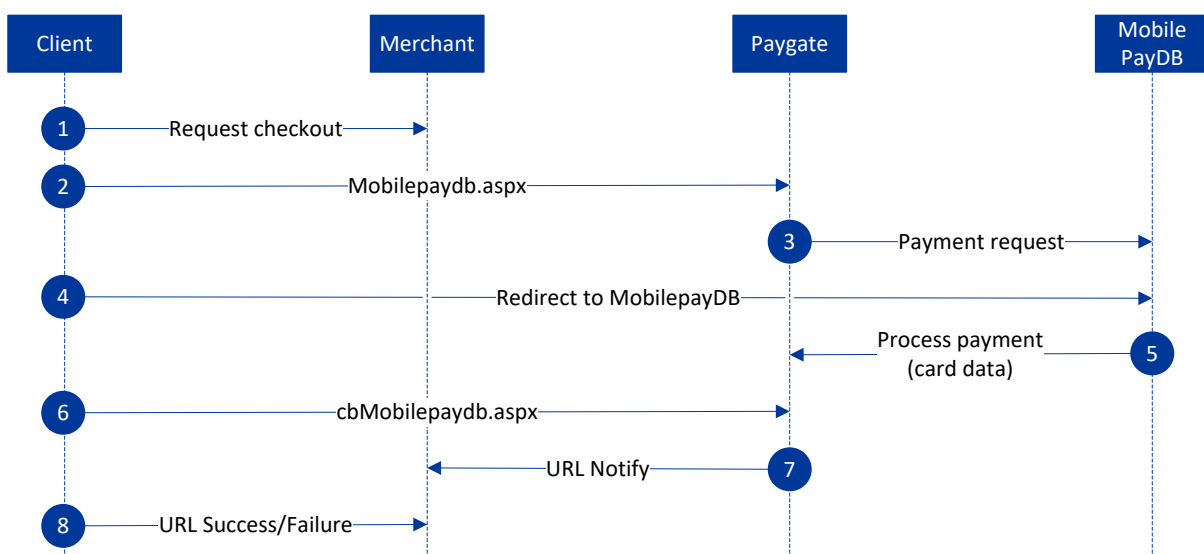 Client
Merchant
Paygate
Mobile
PayDB
1
Request checkout
2
Mobilepaydb.aspx
3
Payment request
4
Redirect to MobilepayDB
Process payment
(card data)
5
6
cbMobilepaydb.aspx
URL Notify
7
8
URL Success/Failure